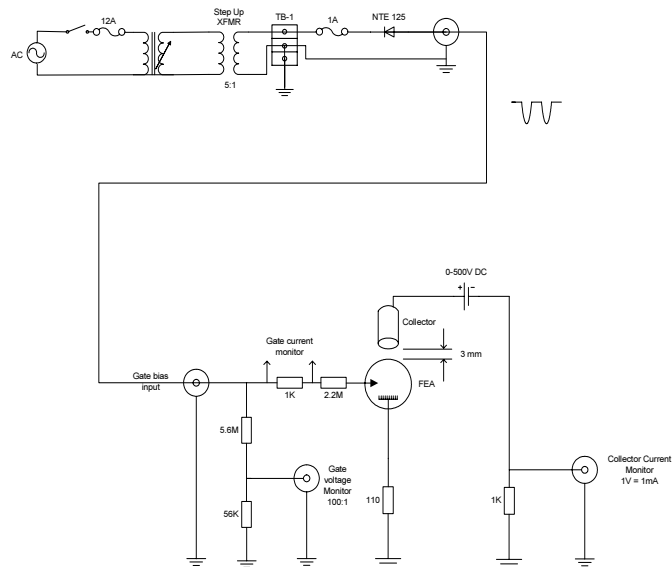 Step Up
XFMR
TB-1
12A
1A
NTE 125
AC
5:1
0-500V DC
+ -
Collector
3 mm
Gate current
monitor
Gate bias
input
1K
2.2M
FEA
5.6M
Gate
voltage
Monitor
100:1
56K
110
1K
Collector Current
Monitor
1V = 1mA